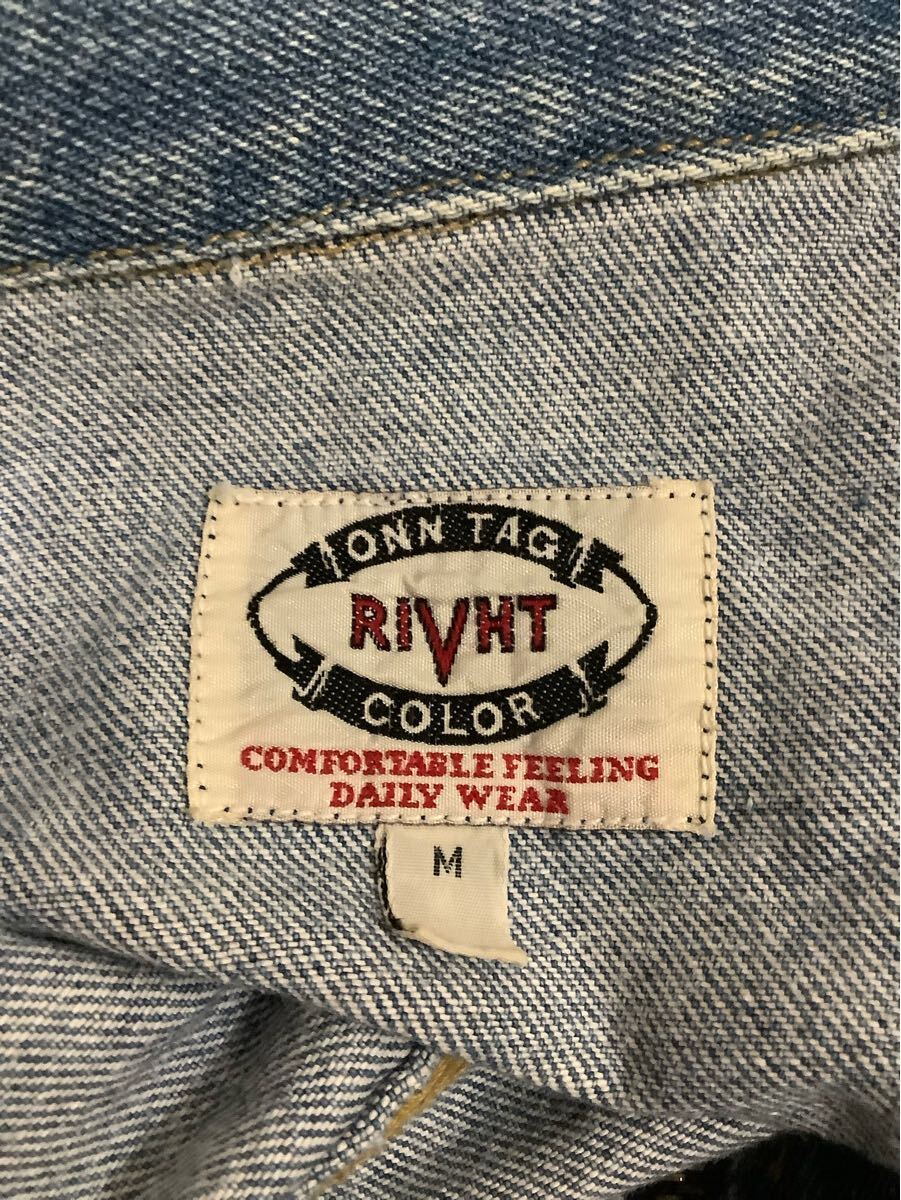 ONN TAG
RIVHT
COLOR
COMFORTABLE FEELING
DAILY WEAR
M